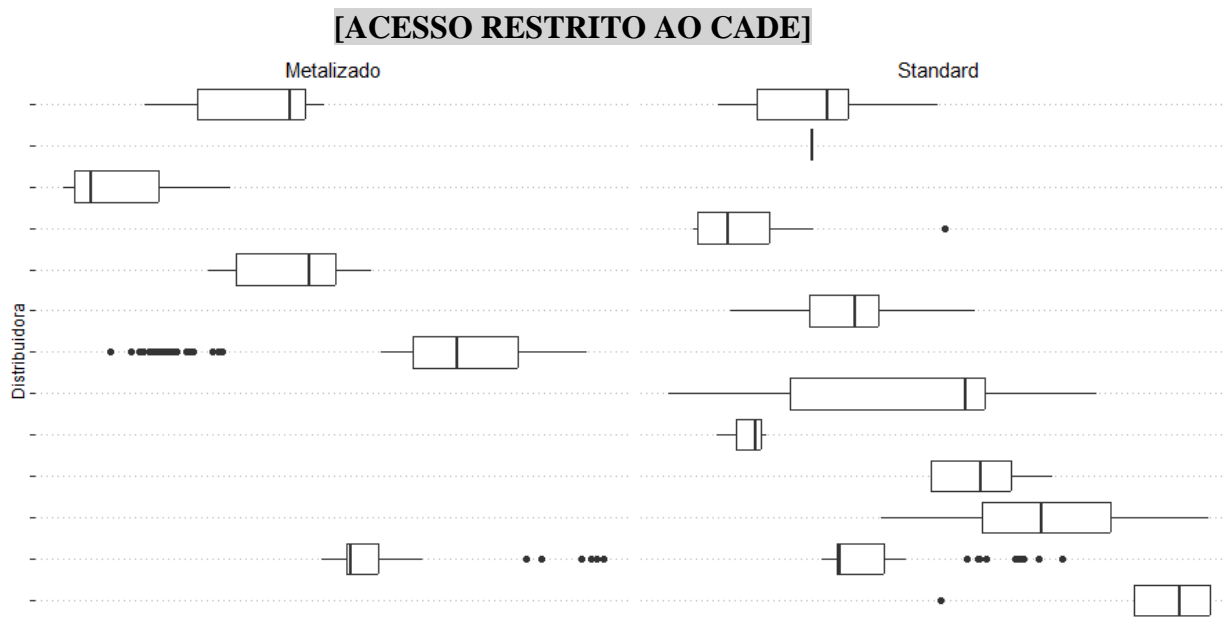 [ACESSO RESTRITO AO CADE]
Metalizado
Standard
Distribuidora